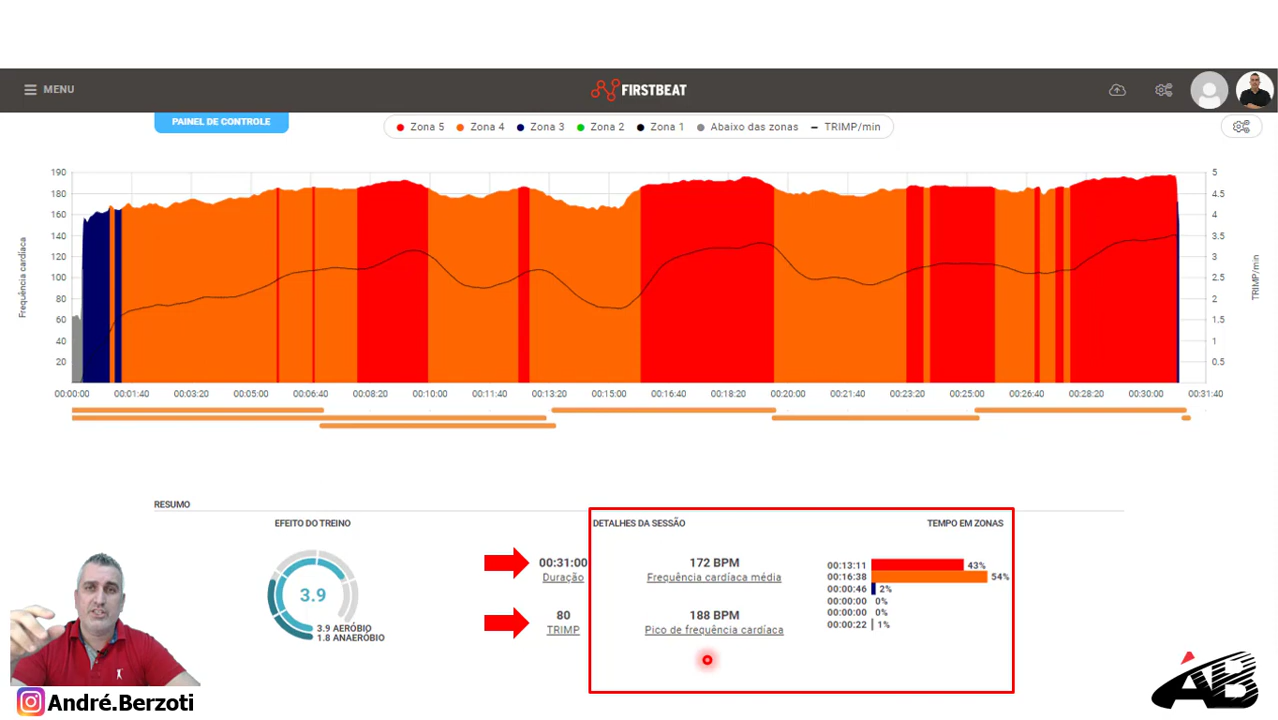 MENU
FIRSTBEAT
PAINEL DE CONTROLE
Zona 5 Zona 4 Zona 3 Zona 2 Zona 1 Abaixo das zonas TRIMP/min
190
180
160
140
120
100
80
60
40
20
Frequência cardíaca
5
4.5
4
3.5
3
2.5
2
1.5
1
0.5
TRIMP/min
00:00:00 00:01:40 00:03:20 00:05:00 00:06:40 00:08:20 00:10:00 00:11:40 00:13:20 00:15:00 00:16:40 00:18:20 00:20:00 00:21:40 00:23:20 00:25:00 00:26:40 00:28:20 00:30:00 00:31:40
RESUMO
EFEITO DO TREINO
3.9
3.9 AERÓBIO
1.8 ANAERÓBIO
00:31:00
Duração
80
TRIMP
DETALHES DA SESSÃO
172 BPM
Frequência cardíaca média
188 BPM
Pico de frequência cardíaca
TEMPO EM ZONAS
00:13:11 43%
00:16:38 54%
00:00:46 2%
00:00:00 0%
00:00:00 0%
00:00:22 1%
André.Berzoti
AB